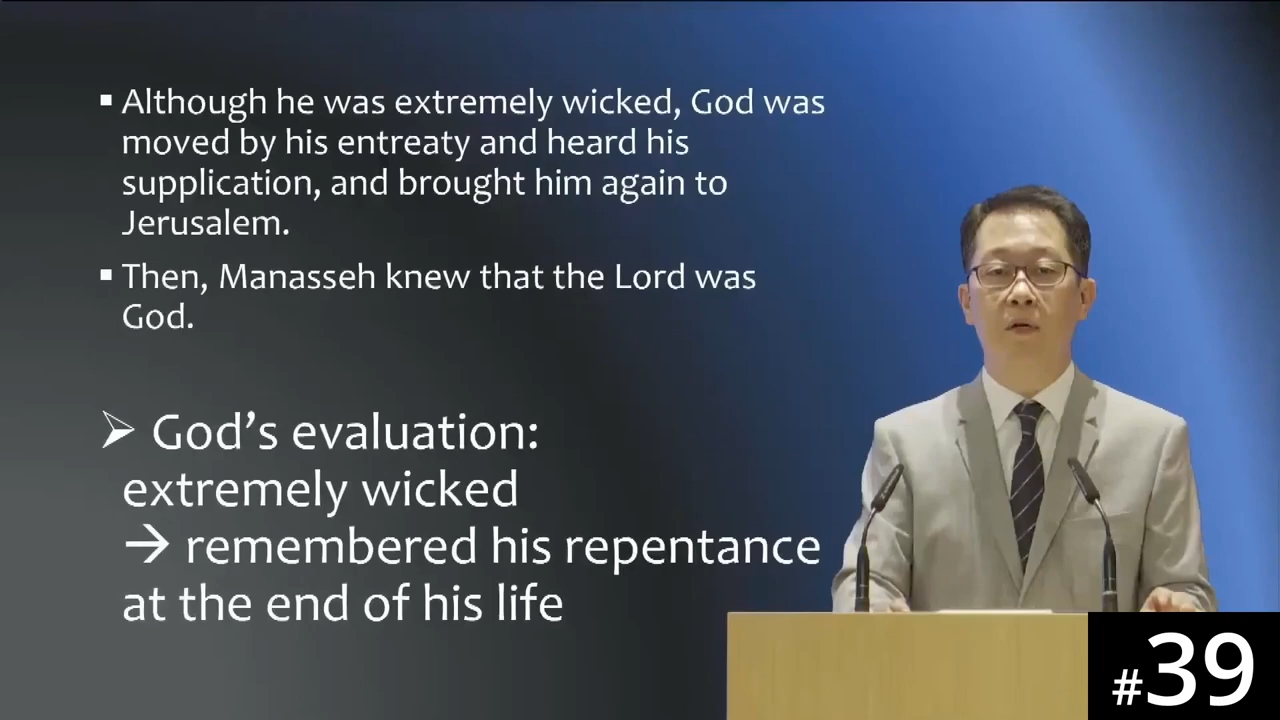 ▪ Although he was extremely wicked, God was
moved by his entreaty and heard his
supplication, and brought him again to
Jerusalem.
▪ Then, Manasseh knew that the Lord was
God.
➢ God’s evaluation:
extremely wicked
→ remembered his repentance
at the end of his life
#39